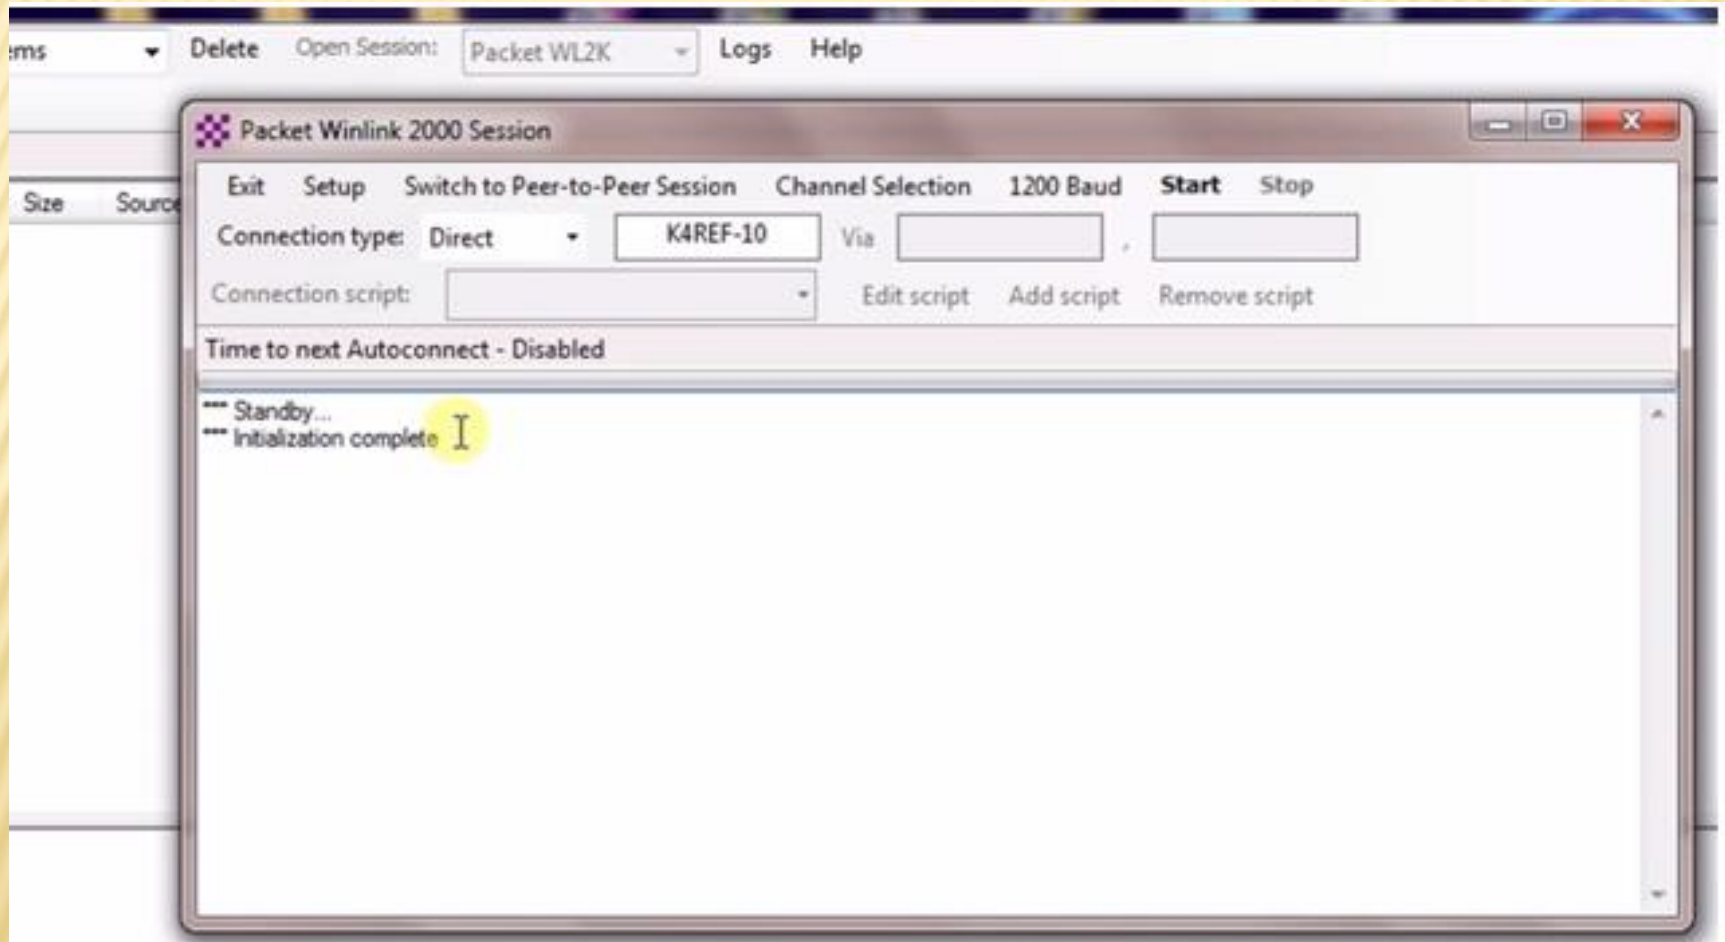 ems Delete Open Session: Packet WL2K Logs Help
Packet Winlink 2000 Session
Exit Setup Switch to Peer-to-Peer Session Channel Selection 1200 Baud Start Stop
Size Source
Connection type: Direct K4REF-10 Via ,
Connection script: Edit script Add script Remove script
Time to next Autoconnect - Disabled
*** Standby...
*** Initialization complete